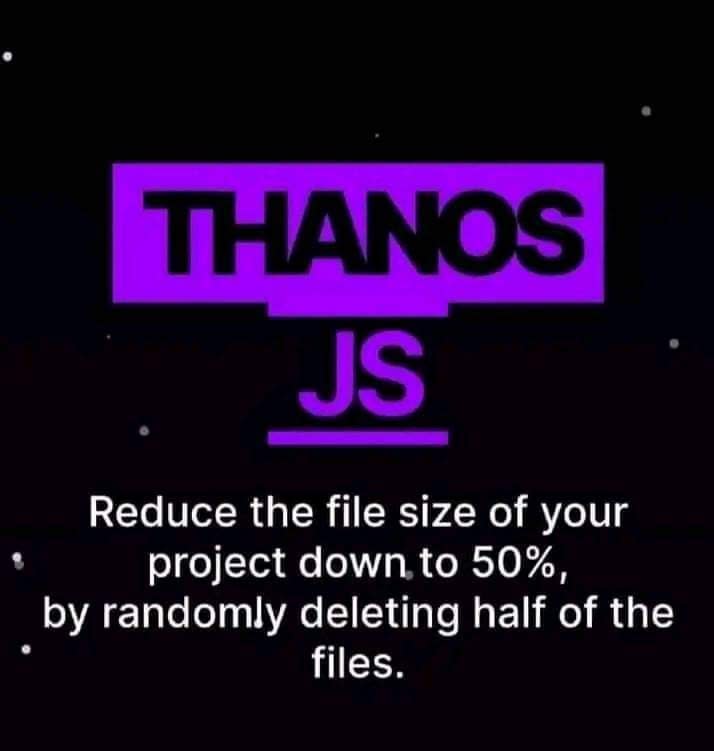 THANOS
JS
Reduce the file size of your
project down to 50%,
by randomly deleting half of the
files.